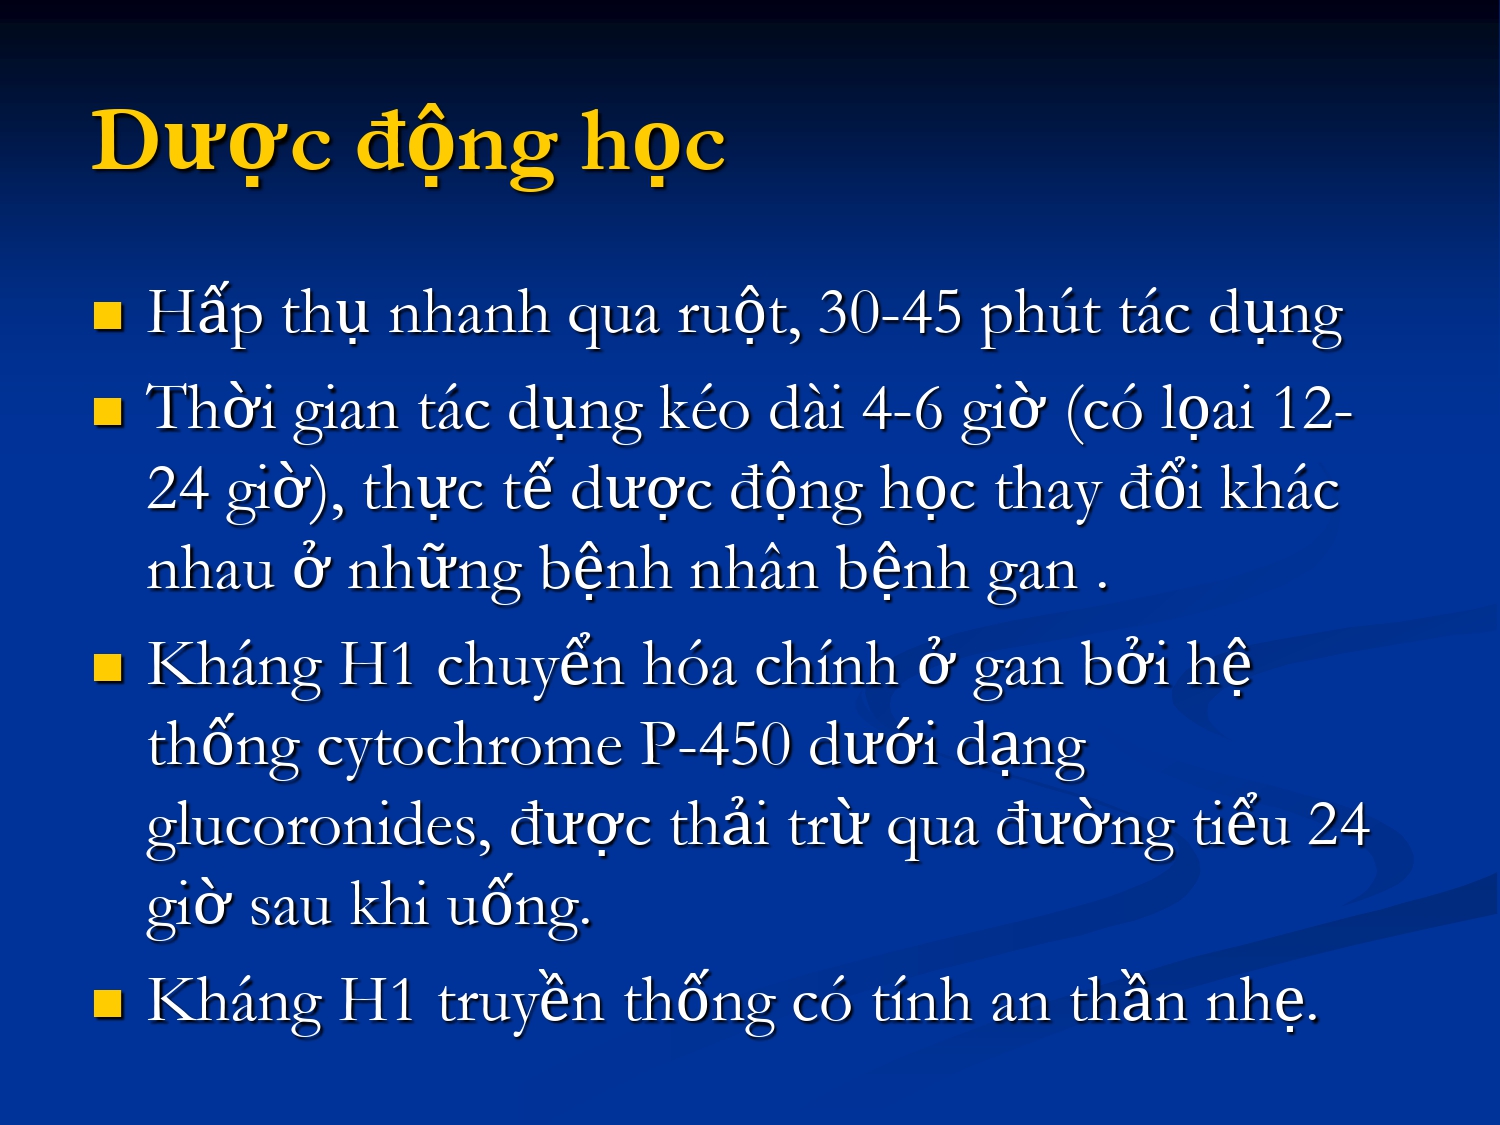 Dược động học
Hấp thụ nhanh qua ruột, 30-45 phút tác dụng
Thời gian tác dụng kéo dài 4-6 giờ (có lọai 12-
24 giờ), thực tế dược động học thay đổi khác
nhau ở những bệnh nhân bệnh gan .
Kháng H1 chuyển hóa chính ở gan bởi hệ
thống cytochrome P-450 dưới dạng
glucoronides, được thải trừ qua đường tiểu 24
giờ sau khi uống.
Kháng H1 truyền thống có tính an thần nhẹ.